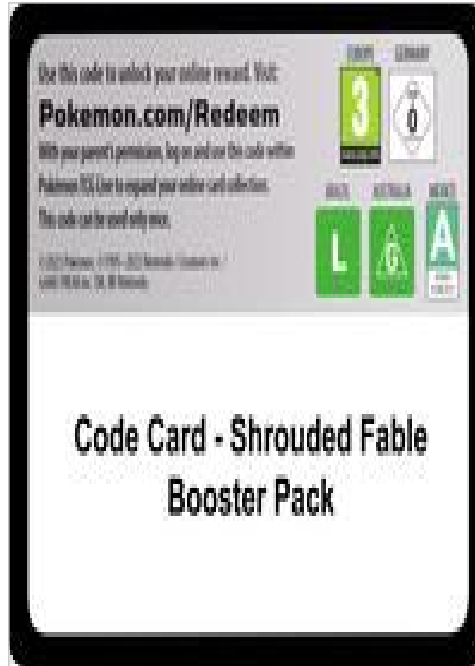 Use this code to unlock your online reward. Visit:
Pokemon.com/Redeem
With your parent's permission, log on and use this code within
Pokémon TCG Live to expand your online card collection.
This code can be used only once.
EUROPE GERMANY
3
0
BRAZIL AUSTRALIA MEXICO
L
G
A
Code Card - Shrouded Fable
Booster Pack